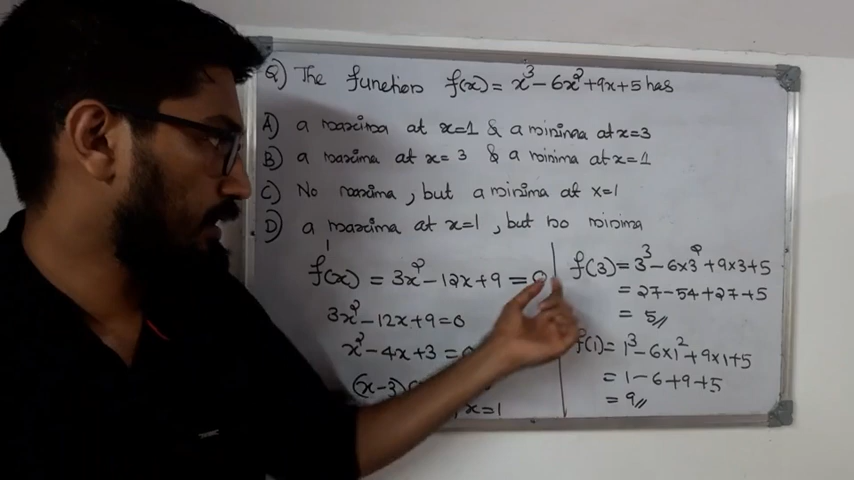 Q) The function f(x) = x³ - 6x² + 9x + 5 has
A) a maxima at x=1 & a minima at x=3
B) a maxima at x= 3 & a minima at x=1
C) No maxima, but a minima at x=1
D) a maxima at x=1, but no minima
f'(x) = 3x² - 12x + 9 = 0
3x² - 12x + 9 = 0
x² - 4x + 3 =
(x-3)
, x=1
f(3) = 3³ - 6x3² + 9x3 + 5
= 27 - 54 + 27 + 5
= 5//
f(1) = 1³ - 6x1² + 9x1 + 5
= 1 - 6 + 9 + 5
= 9//